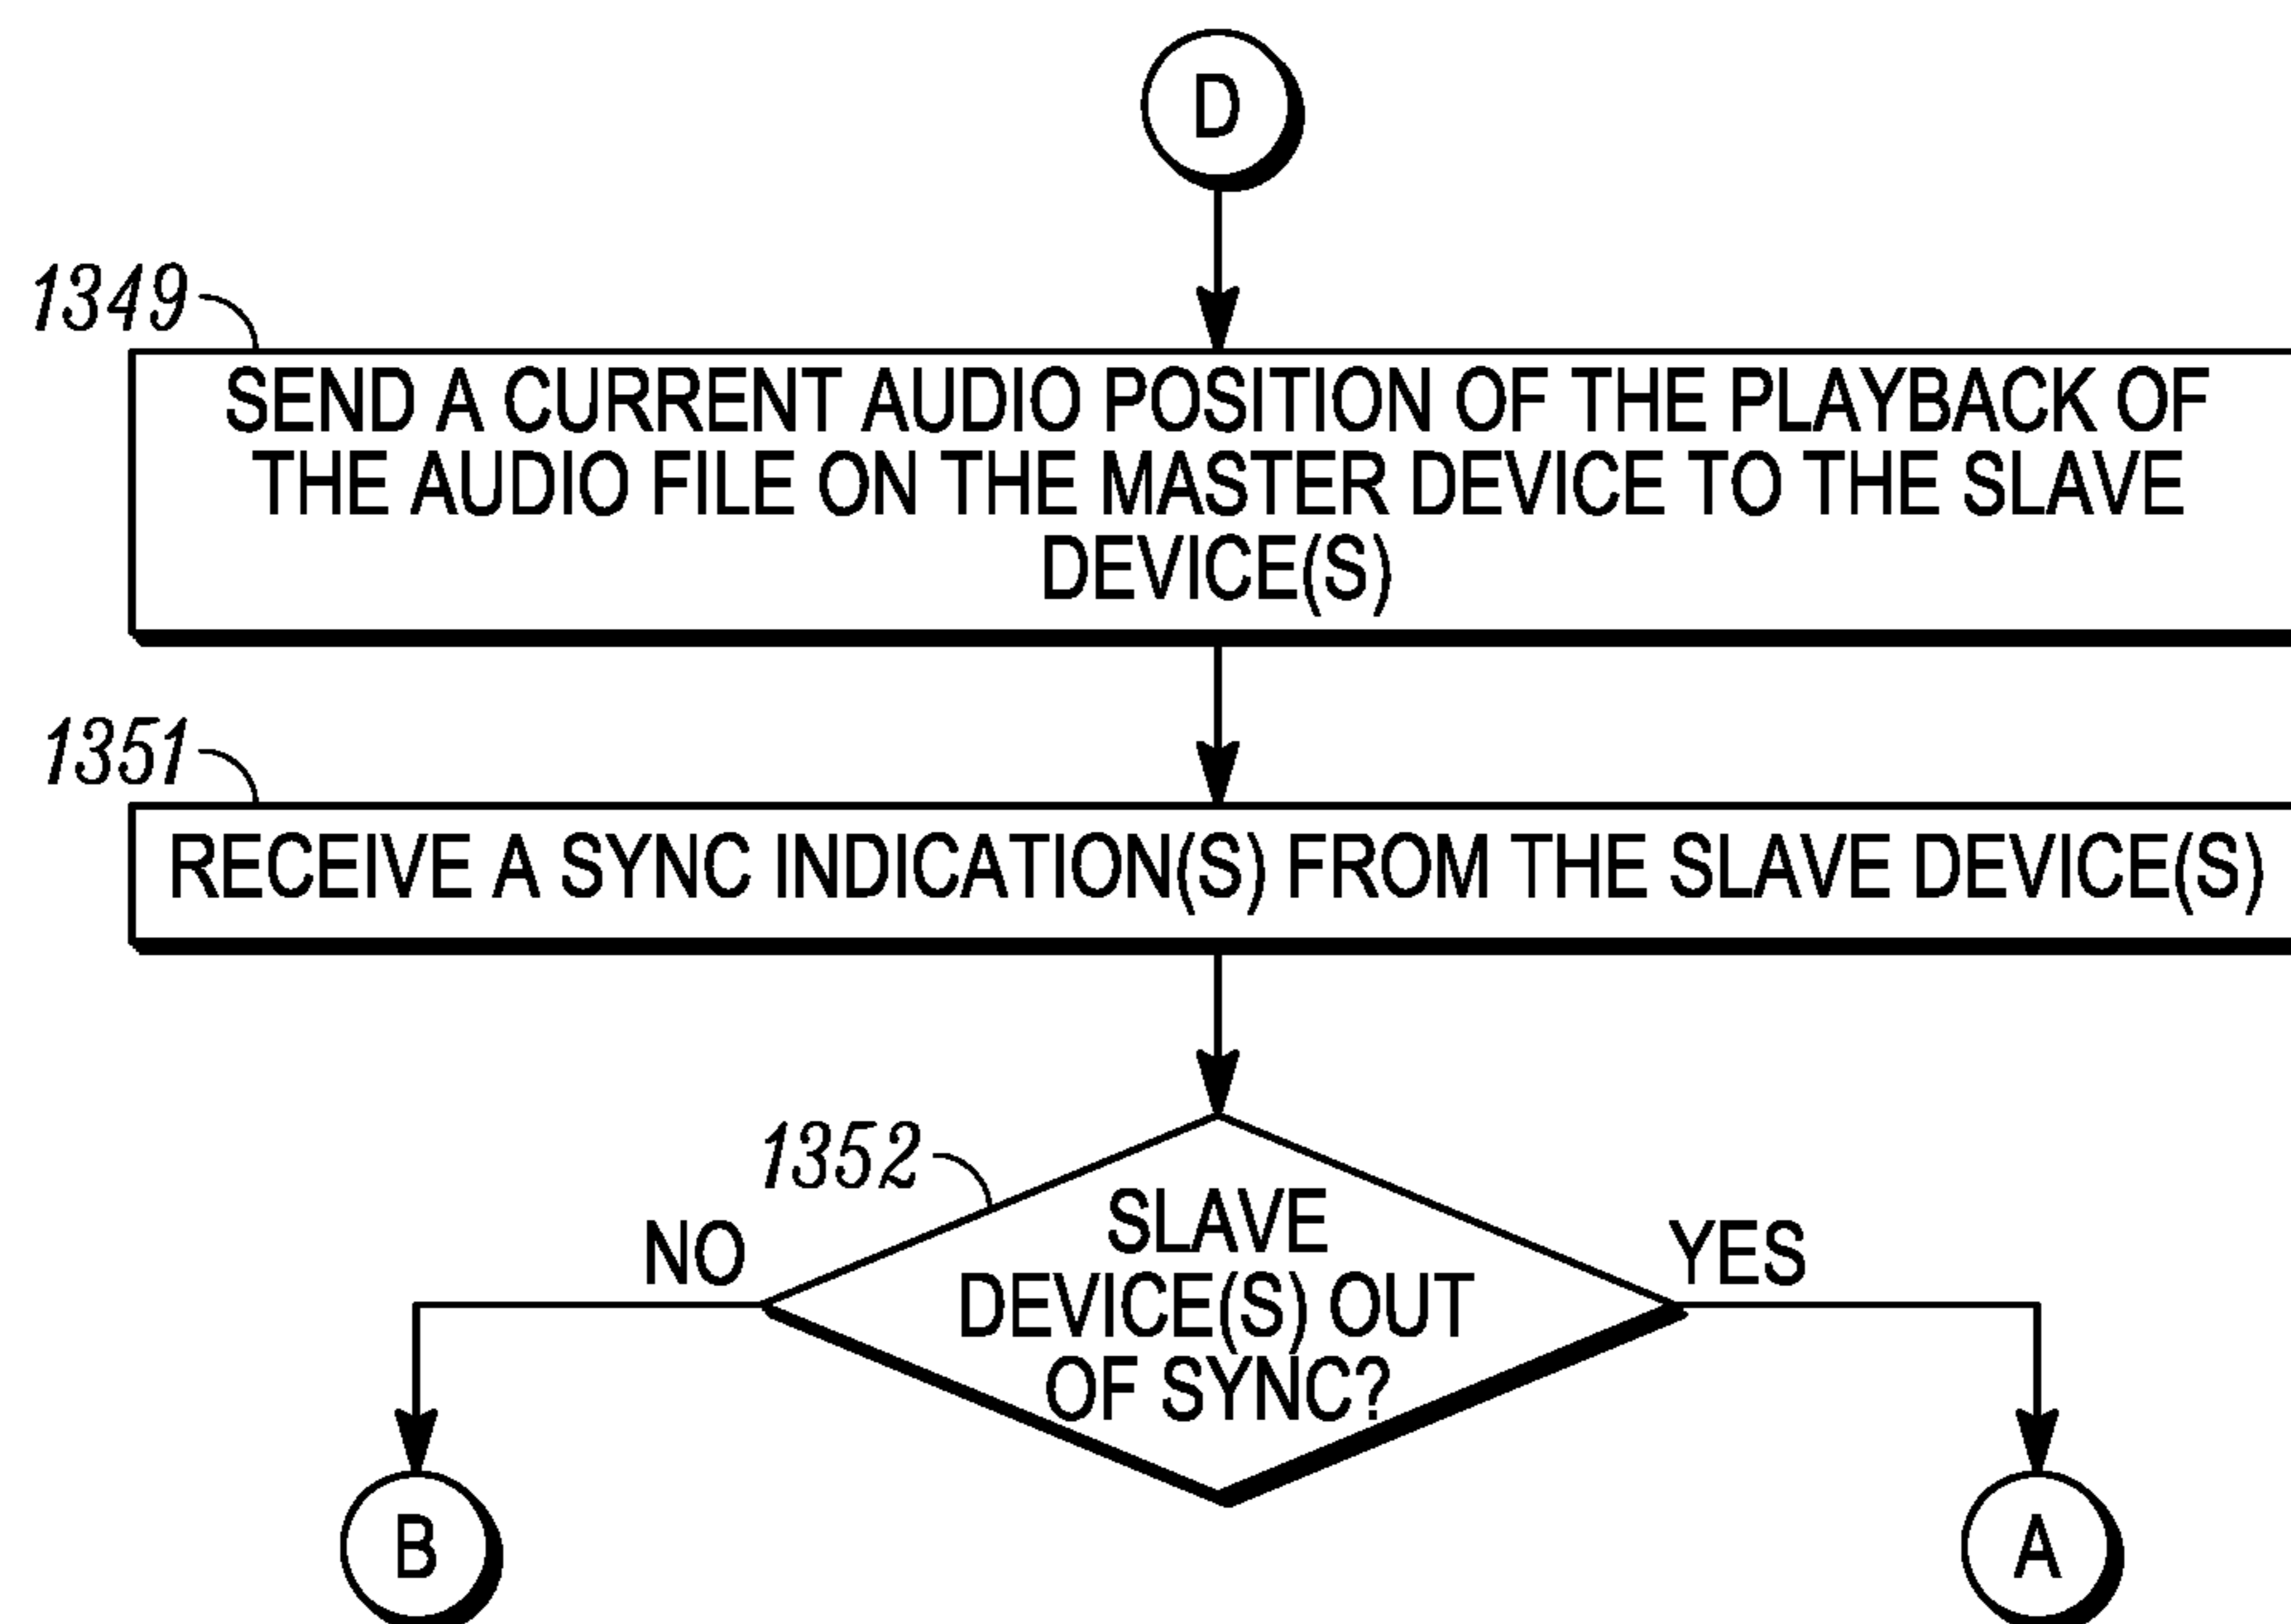 D
1349
SEND A CURRENT AUDIO POSITION OF THE PLAYBACK OF
THE AUDIO FILE ON THE MASTER DEVICE TO THE SLAVE
DEVICE(S)
1351
RECEIVE A SYNC INDICATION(S) FROM THE SLAVE DEVICE(S)
1352
SLAVE
DEVICE(S) OUT
OF SYNC?
NO
YES
B
A